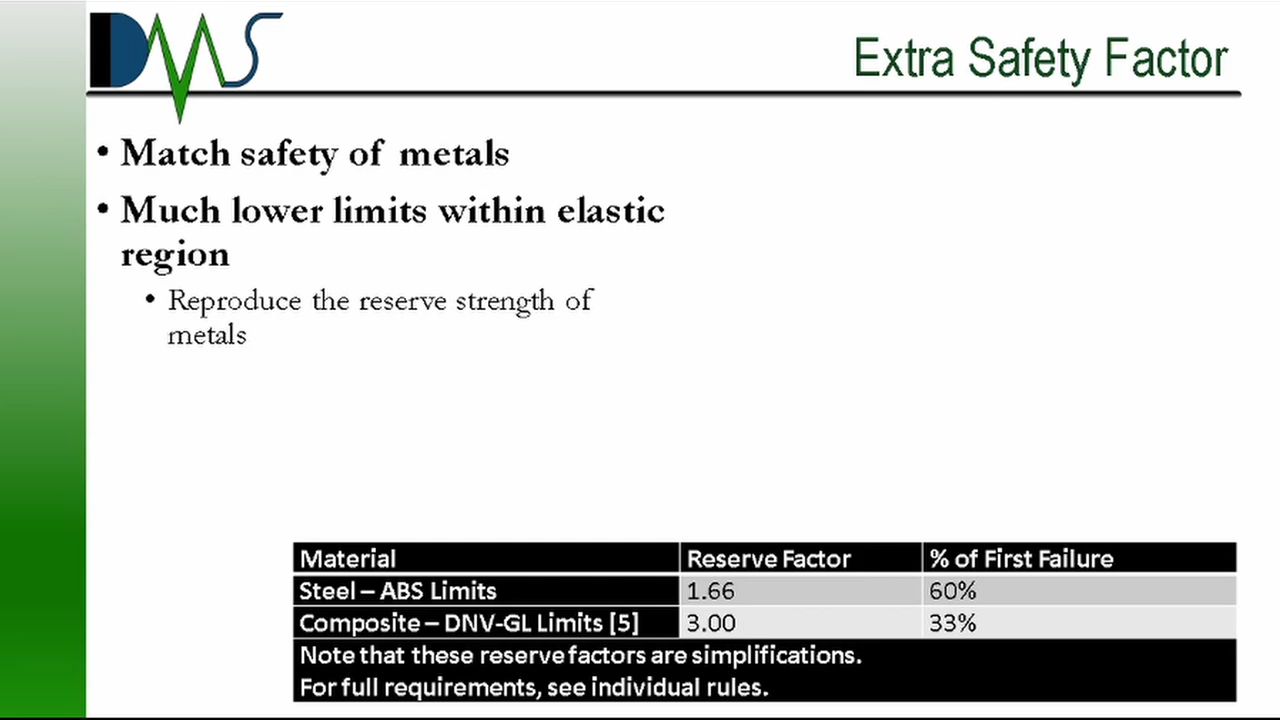 DMS
Extra Safety Factor
• Match safety of metals
• Much lower limits within elastic
region
• Reproduce the reserve strength of
metals
Material Reserve Factor % of First Failure
Steel – ABS Limits 1.66 60%
Composite – DNV-GL Limits [5] 3.00 33%
Note that these reserve factors are simplifications.
For full requirements, see individual rules.